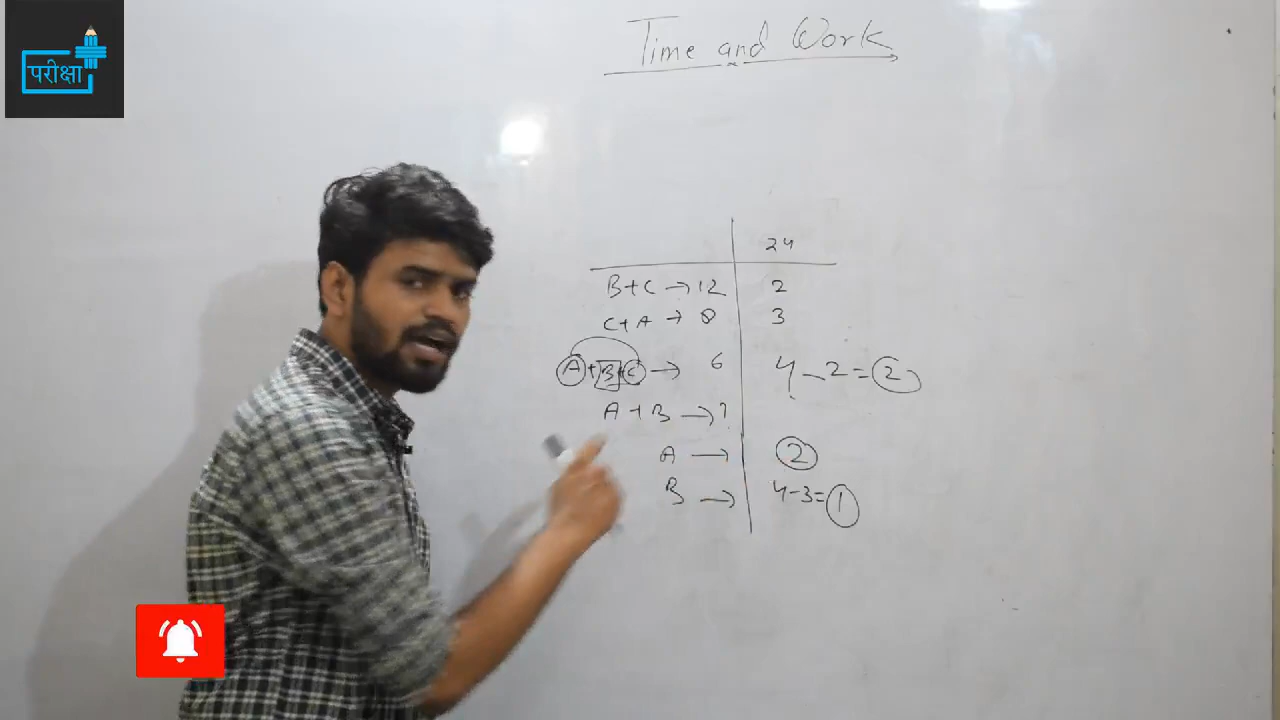 परीक्षा
Time and Work
24
B+C → 12 2
C+A → 8 3
A+B+C → 6 4-2=2
A+B → ?
A → 2
B → 4-3=1